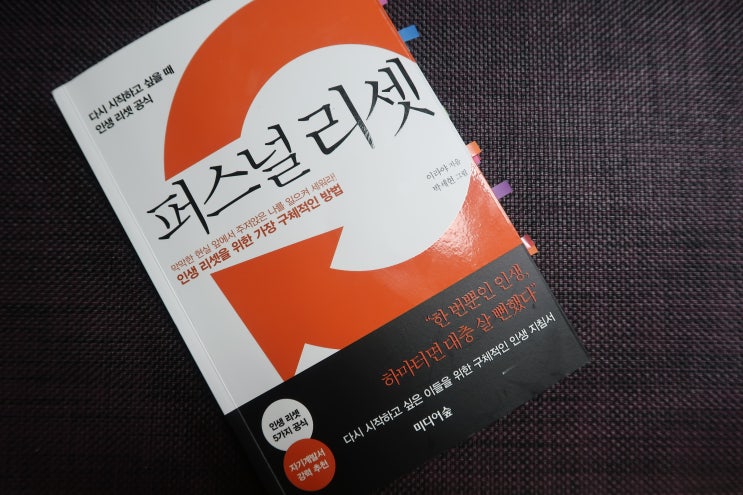 다시 시작하고 싶을 때
인생 리셋 공식
퍼스널 리셋
이라야 지음
박세현 그림
막막한 현실 앞에서 주저앉은 나를 일으켜 세워라!
인생 리셋을 위한 가장 구체적인 방법
“한 번뿐인 인생,
하마터면 대충 살 뻔했다”
다시 시작하고 싶은 이들을 위한 구체적인 인생 지침서
미디어숲
인생 리셋
5가지 공식
자기계발서
강력 추천